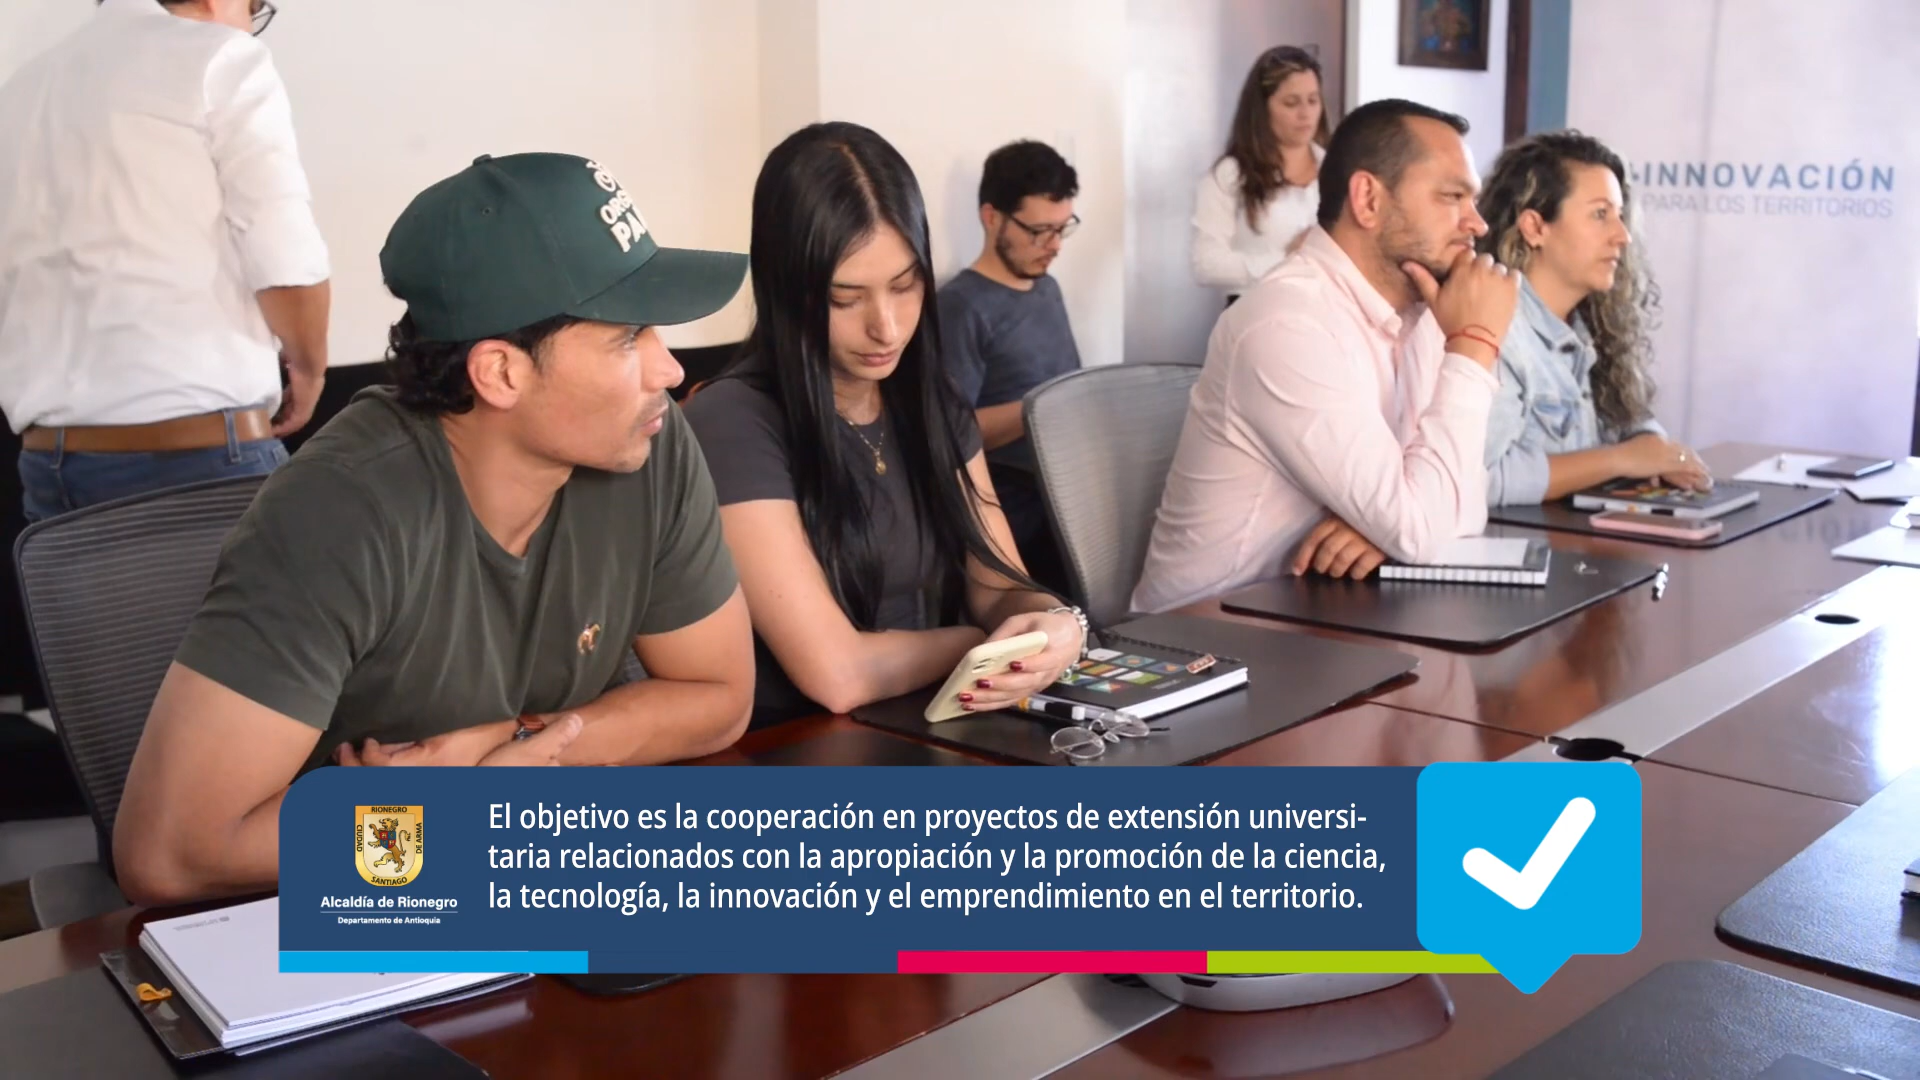 ORG
PA
INNOVACIÓN
PARA LOS TERRITORIOS
RIONEGRO
CIUDAD
DE ARMA
SANTIAGO
Alcaldía de Rionegro
Departamento de Antioquia
El objetivo es la cooperación en proyectos de extensión universi-
taria relacionados con la apropiación y la promoción de la ciencia,
la tecnología, la innovación y el emprendimiento en el territorio.